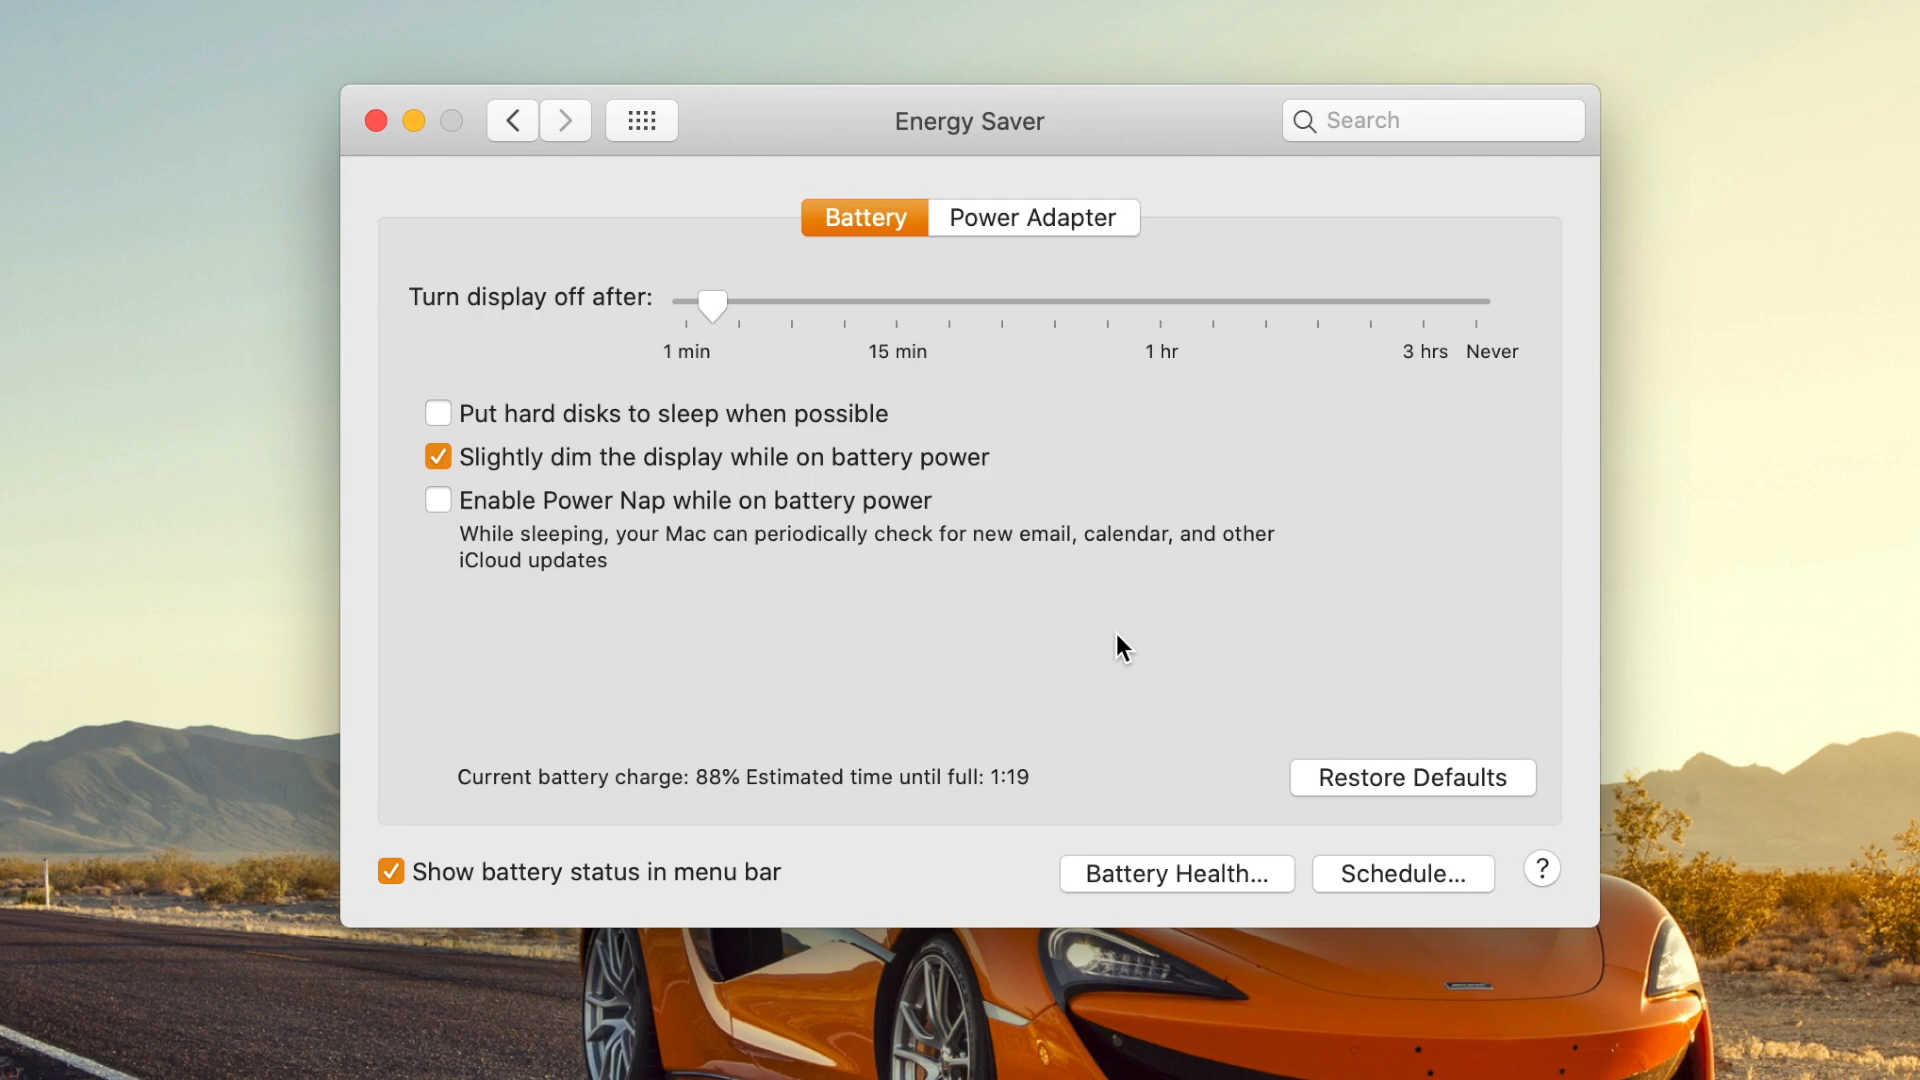 Energy Saver
Search
Battery
Power Adapter
Turn display off after:
1 min
15 min
1 hr
3 hrs
Never
Put hard disks to sleep when possible
Slightly dim the display while on battery power
Enable Power Nap while on battery power
While sleeping, your Mac can periodically check for new email, calendar, and other
iCloud updates
Current battery charge: 88% Estimated time until full: 1:19
Restore Defaults
Show battery status in menu bar
Battery Health...
Schedule...
?